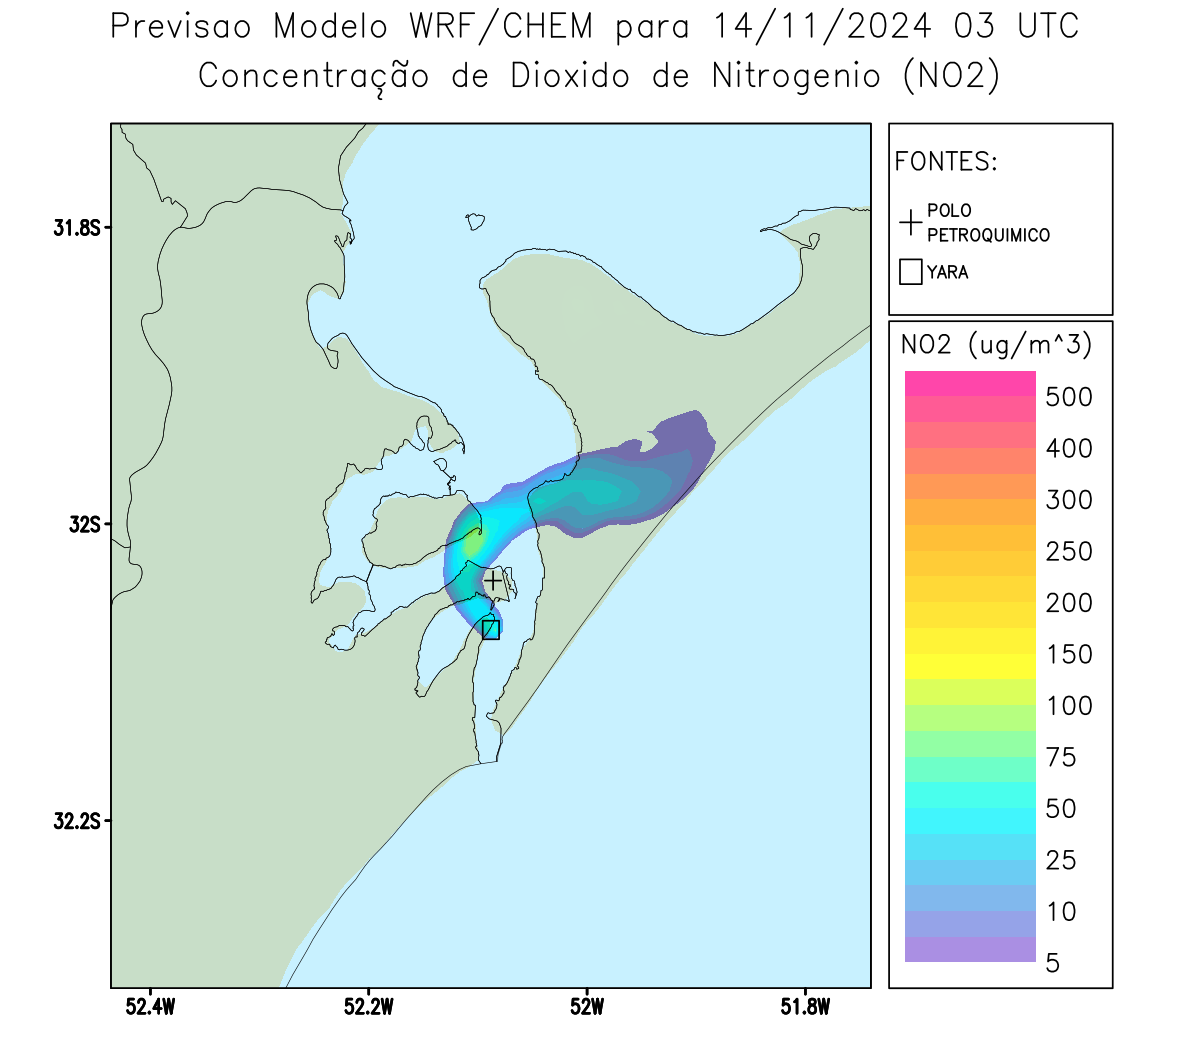 Previsao Modelo WRF/CHEM para 14/11/2024 03 UTC
Concentração de Dioxido de Nitrogenio (NO2)
FONTES:
POLO
PETROQUIMICO
YARA
NO2 (ug/m^3)
500
400
300
250
200
150
100
75
50
25
10
5
31.8S
32S
32.2S
52.4W
52.2W
52W
51.8W